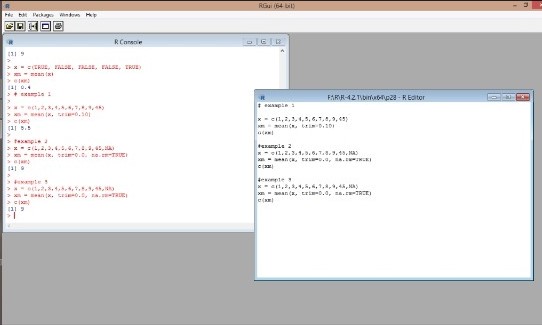 RGui (64-bit)
File Edit Packages Windows Help
R Console
[1] 9
>
> x = c(TRUE, FALSE, FALSE, FALSE, TRUE)
> xm = mean(x)
> c(xm)
[1] 0.4
> # example 1
>
> x = c(1,2,3,4,5,6,7,8,9,45)
> xm = mean(x, trim=0.10)
> c(xm)
[1] 5.5
>
> #example 2
> x = c(1,2,3,4,5,6,7,8,9,45,NA)
> xm = mean(x, trim=0.0, na.rm=TRUE)
> c(xm)
[1] 9
>
> #example 3
> x = c(1,2,3,4,5,6,7,8,9,45,NA)
> xm = mean(x, trim=0.0, na.rm=TRUE)
> c(xm)
[1] 9
>
F:\R\R-4.2.1\bin\x64\p28 - R Editor
# example 1
x = c(1,2,3,4,5,6,7,8,9,45)
xm = mean(x, trim=0.10)
c(xm)
#example 2
x = c(1,2,3,4,5,6,7,8,9,45,NA)
xm = mean(x, trim=0.0, na.rm=TRUE)
c(xm)
#example 3
x = c(1,2,3,4,5,6,7,8,9,45,NA)
xm = mean(x, trim=0.0, na.rm=TRUE)
c(xm)